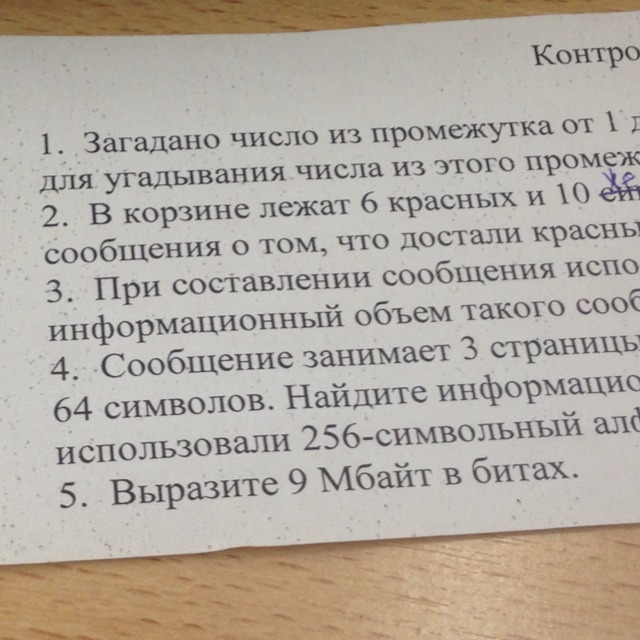 Контро
1. Загадано число из промежутка от 1 д
для угадывания числа из этого промеж
2. В корзине лежат 6 красных и 10
сообщения о том, что достали красны
3. При составлении сообщения испо
информационный объем такого сооб
4. Сообщение занимает 3 страницы
64 символов. Найдите информацио
использовали 256-символьный алф
5. Выразите 9 Мбайт в битах.